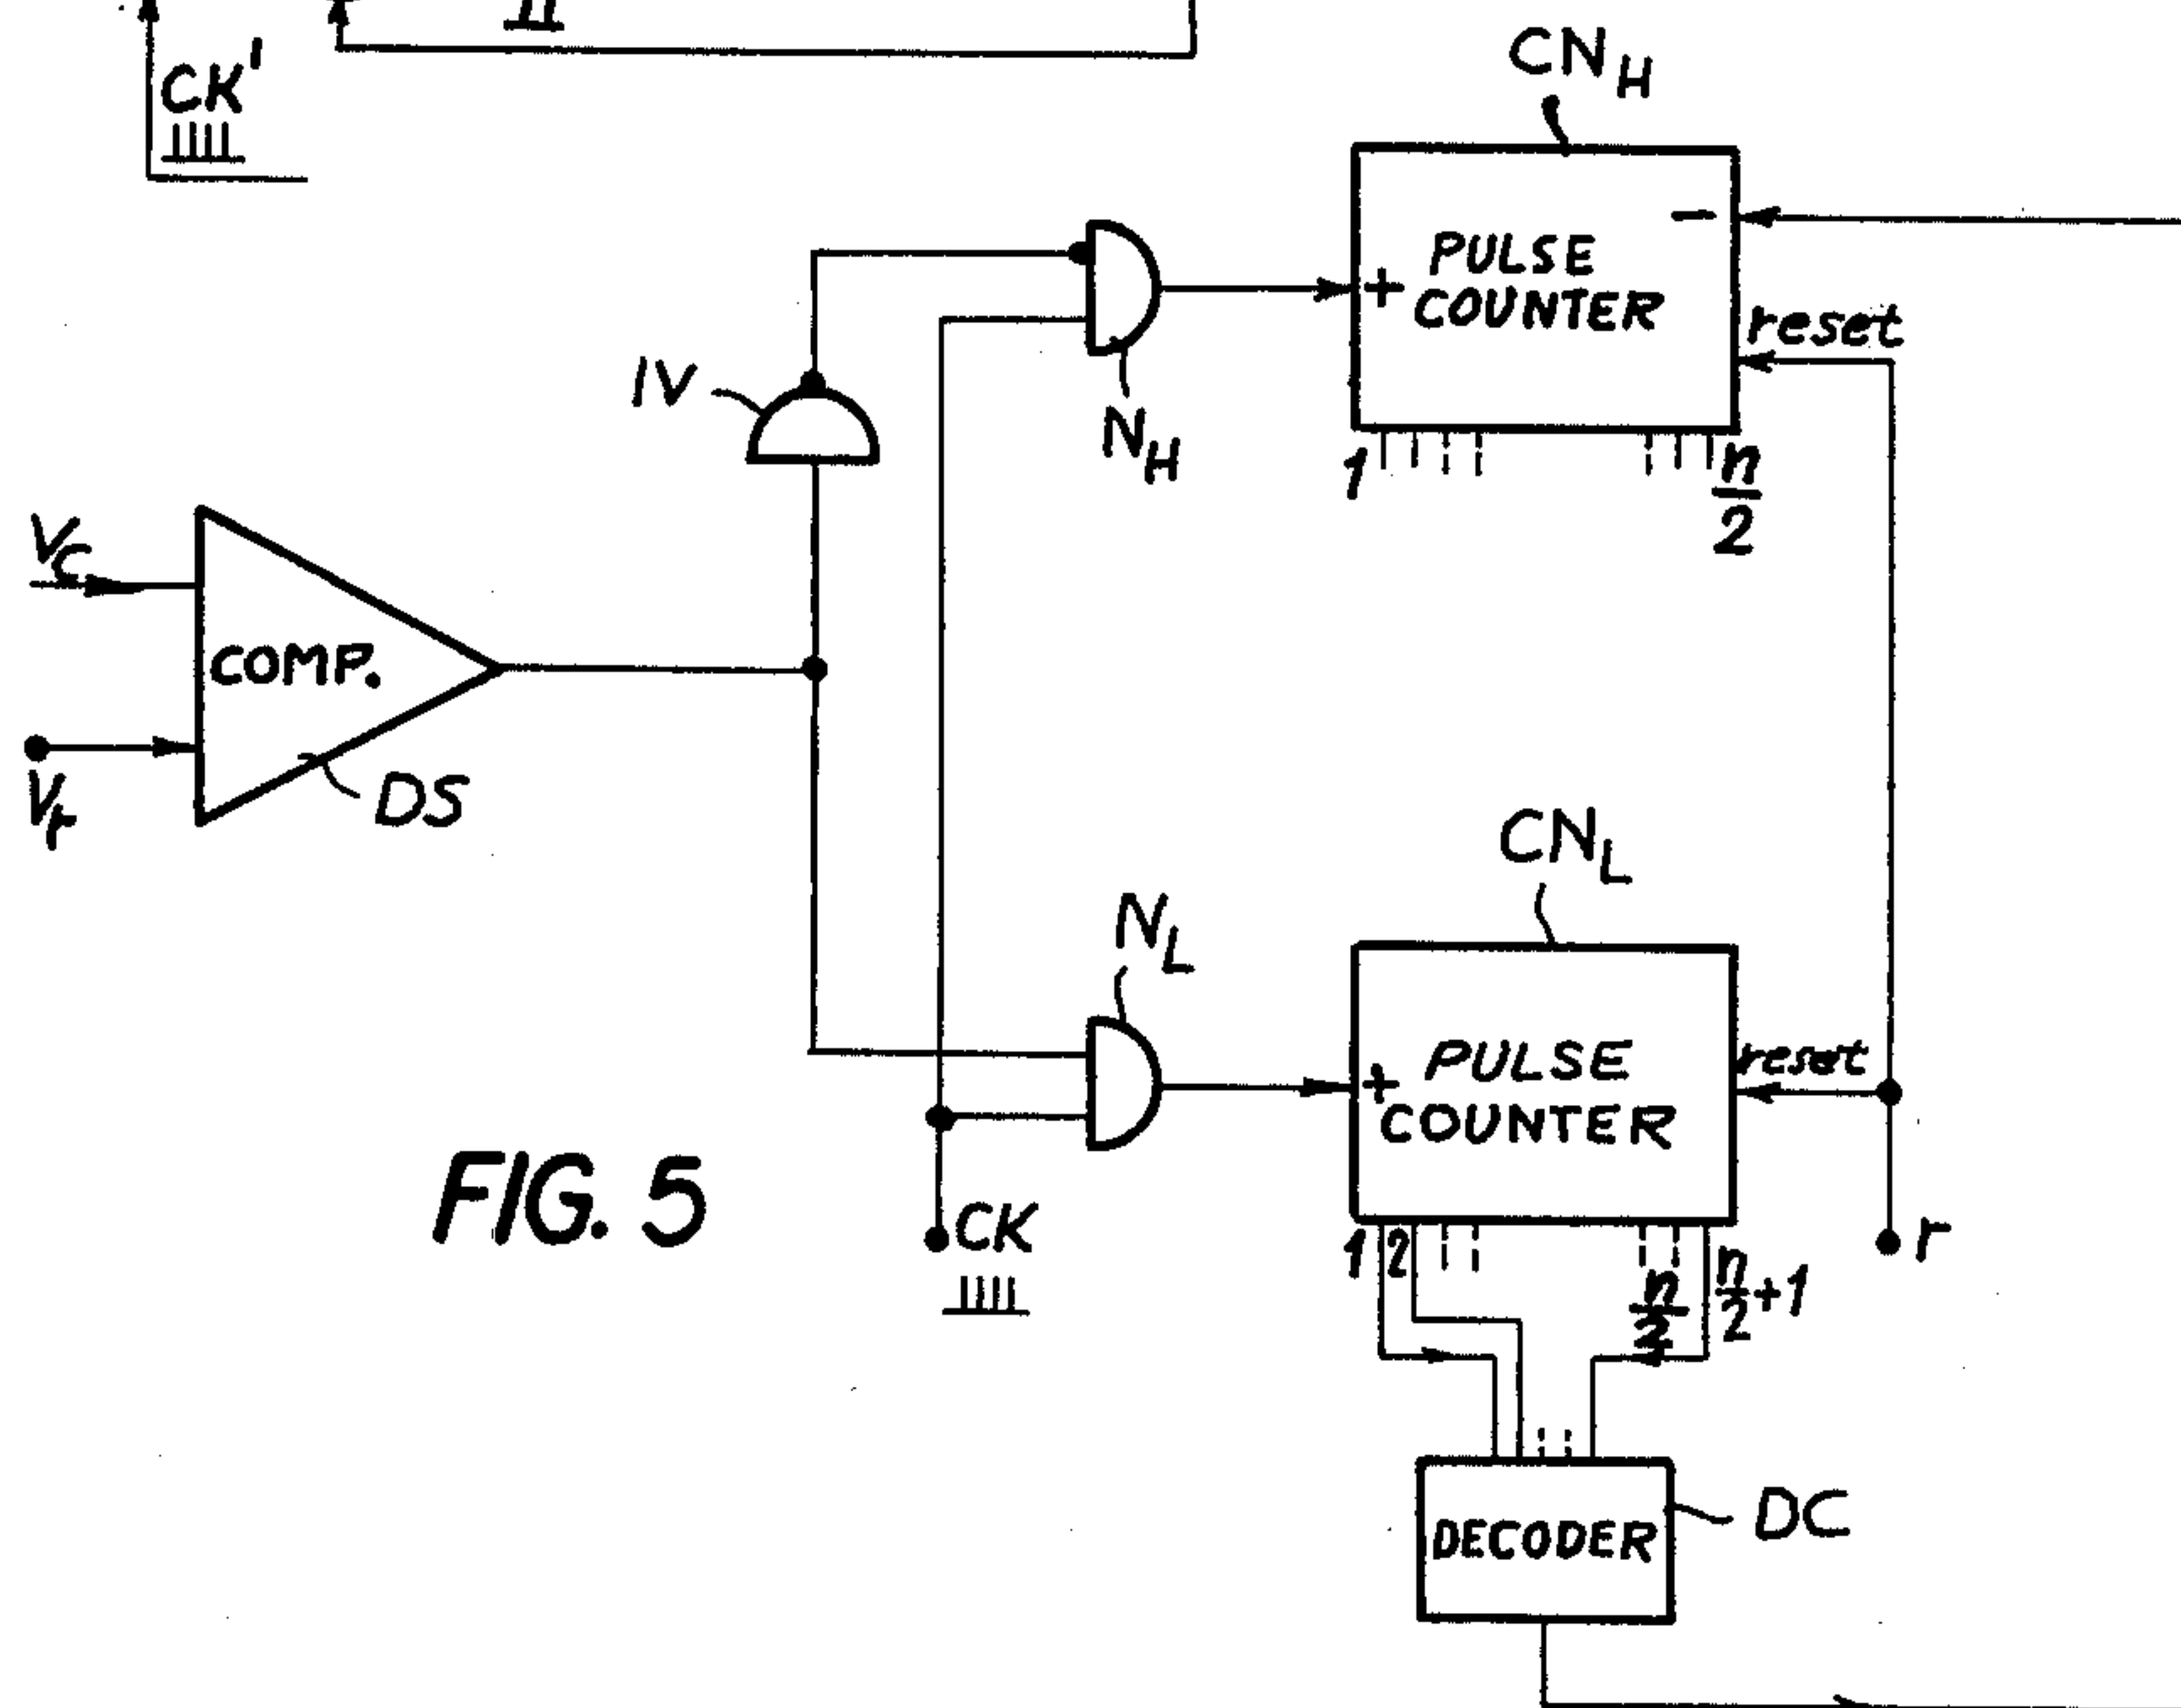 CK'
CN_H
PULSE
COUNTER
+
−
reset
IV
N_H
1
n/2
V_C
COMP.
V_r
DS
CN_L
N_L
+
PULSE
COUNTER
reset
FIG. 5
CK
1 2
n/2
n/2+1
r
DECODER
DC